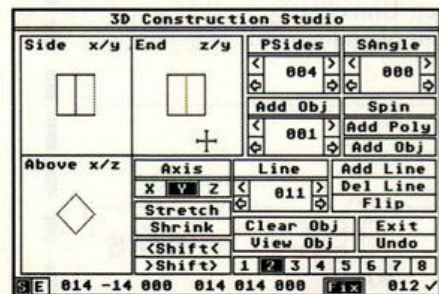 3D Construction Studio
Side x/y End z/y PSides SAngle
< 004 > < 000 >
Add Obj Spin
< 001 > Add Poly
Add Obj
Above x/z Axis Line Add Line
X Y Z < 011 > Del Line
Stretch Flip
Shrink Clear Obj Exit
<Shift< View Obj Undo
>Shift> 1 2 3 4 5 6 7 8
S E 014 -14 000 014 014 000 Fix 012 ✓